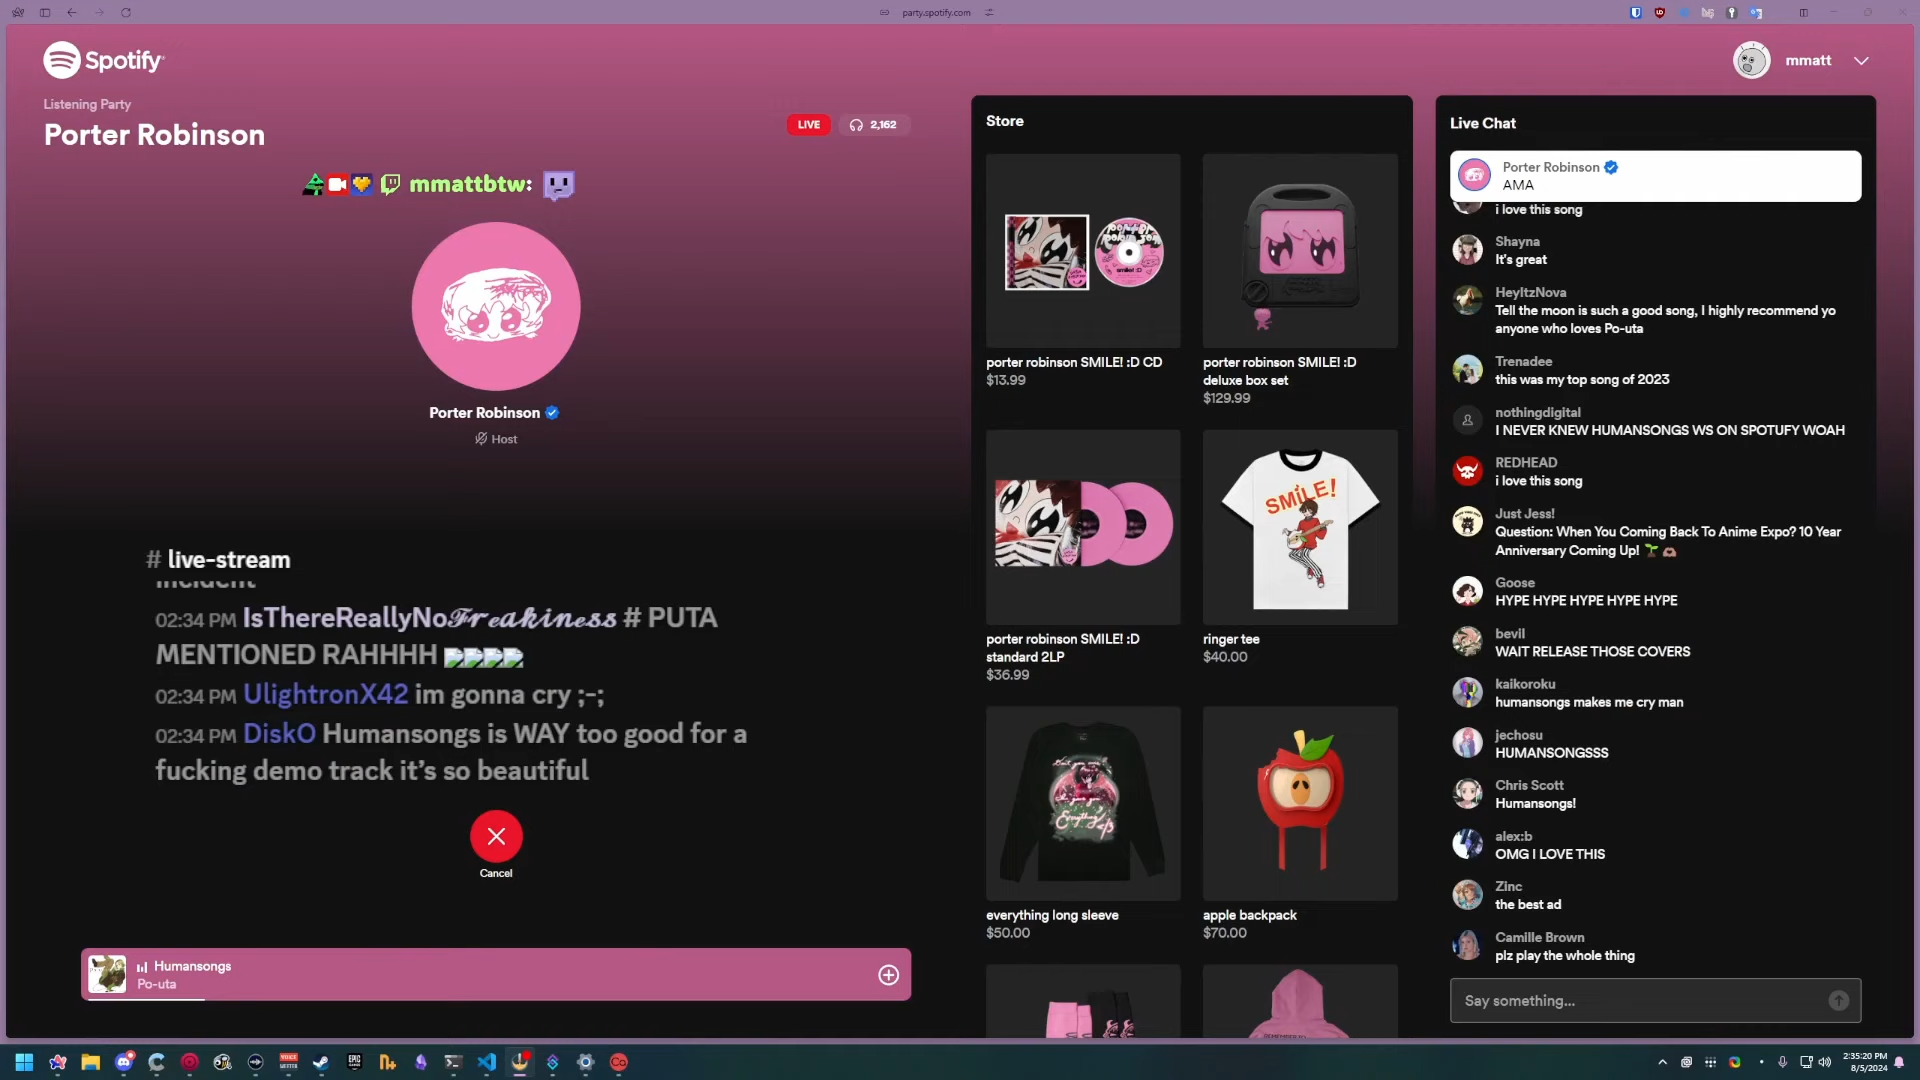 party.spotify.com
Spotify
mmatt
Listening Party
Porter Robinson
LIVE
2,162
mmattbtw:
Porter Robinson
Host
# live-stream
incident
02:34 PM IsThereReallyNo𝓕𝓻𝓮𝓪𝓴𝓲𝓷𝓮𝓼𝓼 # PUTA
MENTIONED RAHHHH
02:34 PM UlightronX42 im gonna cry ;-;
02:34 PM DiskO Humansongs is WAY too good for a
fucking demo track it's so beautiful
Cancel
Humansongs
Po-uta
Store
porter robinson SMILE! :D CD
$13.99
porter robinson SMILE! :D
deluxe box set
$129.99
SMiLE!
porter robinson SMILE! :D
standard 2LP
$36.99
ringer tee
$40.00
everything long sleeve
$50.00
apple backpack
$70.00
Live Chat
Porter Robinson
AMA
i love this song
Shayna
It's great
HeyItzNova
Tell the moon is such a good song, I highly recommend yo
anyone who loves Po-uta
Trenadee
this was my top song of 2023
nothingdigital
I NEVER KNEW HUMANSONGS WS ON SPOTUFY WOAH
REDHEAD
i love this song
Just Jess!
Question: When You Coming Back To Anime Expo? 10 Year
Anniversary Coming Up! 🌱 🫶🏽
Goose
HYPE HYPE HYPE HYPE HYPE
bevil
WAIT RELEASE THOSE COVERS
kaikoroku
humansongs makes me cry man
jechosu
HUMANSONGSSS
Chris Scott
Humansongs!
alex:b
OMG I LOVE THIS
Zinc
the best ad
Camille Brown
plz play the whole thing
Say something...
2:35:20 PM
8/5/2024